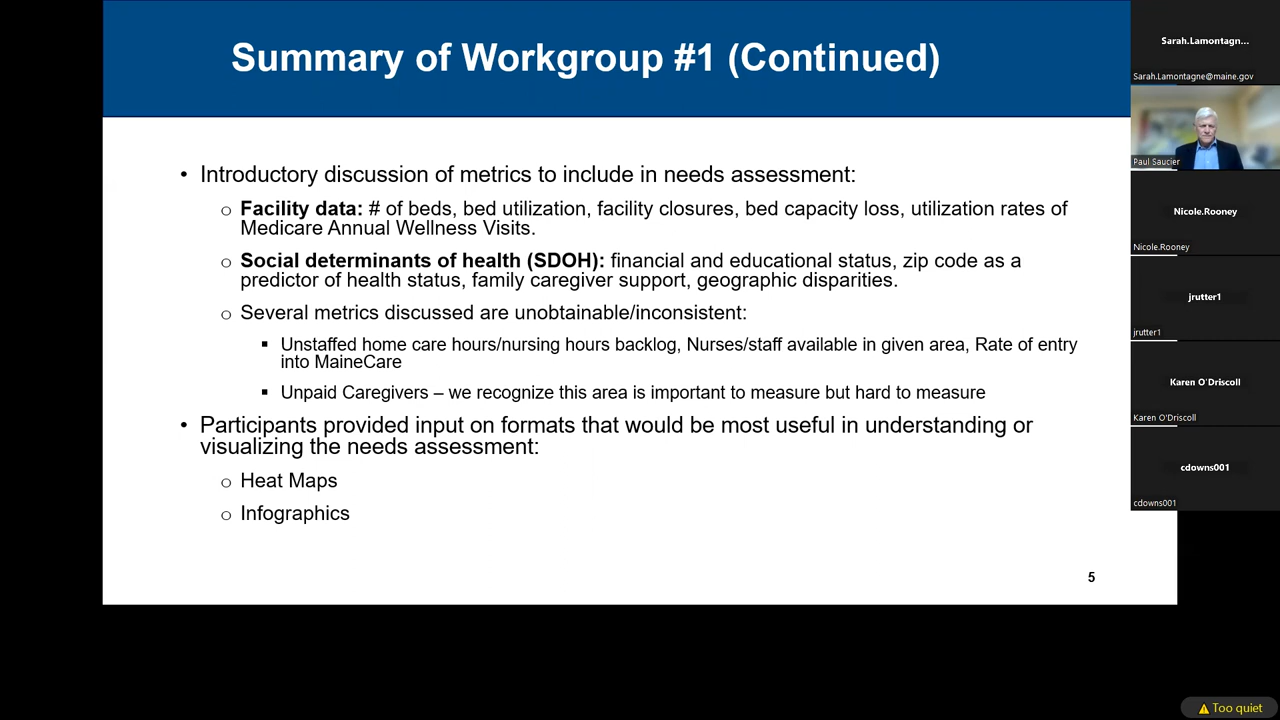 Summary of Workgroup #1 (Continued)
• Introductory discussion of metrics to include in needs assessment:
o Facility data: # of beds, bed utilization, facility closures, bed capacity loss, utilization rates of
Medicare Annual Wellness Visits.
o Social determinants of health (SDOH): financial and educational status, zip code as a
predictor of health status, family caregiver support, geographic disparities.
o Several metrics discussed are unobtainable/inconsistent:
▪ Unstaffed home care hours/nursing hours backlog, Nurses/staff available in given area, Rate of entry
into MaineCare
▪ Unpaid Caregivers – we recognize this area is important to measure but hard to measure
• Participants provided input on formats that would be most useful in understanding or
visualizing the needs assessment:
o Heat Maps
o Infographics
5
Sarah.Lamontagn...
Sarah.Lamontagne@maine.gov
Paul Saucier
Nicole.Rooney
Nicole.Rooney
jrutter1
jrutter1
Karen O'Driscoll
Karen O'Driscoll
cdowns001
cdowns001
Too quiet